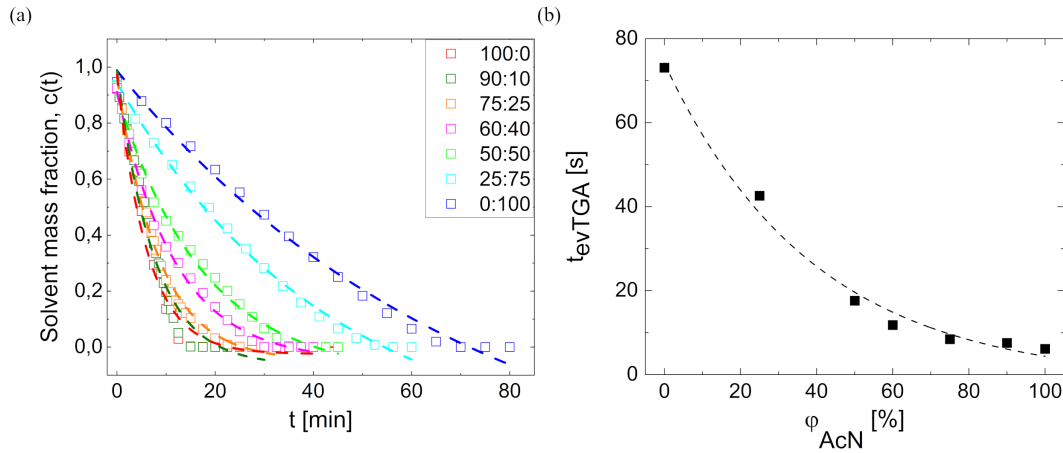 (a)
Solvent mass fraction, c(t)
1,0
0,8
0,6
0,4
0,2
0,0
0 20 40 60 80
t [min]
100:0
90:10
75:25
60:40
50:50
25:75
0:100
(b)
t evTGA [s]
80
60
40
20
0
0 20 40 60 80 100
φ AcN [%]